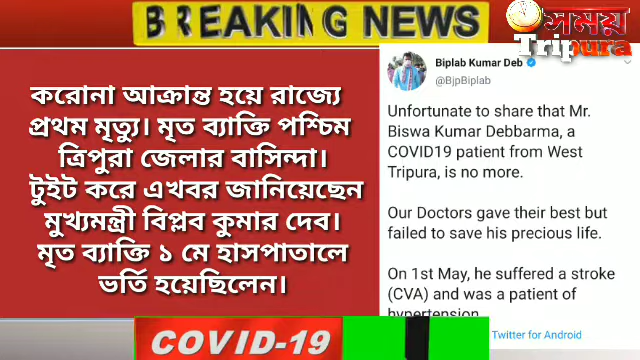 BREAKING NEWS
সময়
Tripura
করোনা আক্রান্ত হয়ে রাজ্যে
প্রথম মৃত্যু। মৃত ব্যাক্তি পশ্চিম
ত্রিপুরা জেলার বাসিন্দা।
টুইট করে এখবর জানিয়েছেন
মুখ্যমন্ত্রী বিপ্লব কুমার দেব।
মৃত ব্যাক্তি ১ মে হাসপাতালে
ভর্তি হয়েছিলেন।
Biplab Kumar Deb
@BjpBiplab
Unfortunate to share that Mr.
Biswa Kumar Debbarma, a
COVID19 patient from West
Tripura, is no more.
Our Doctors gave their best but
failed to save his precious life.
On 1st May, he suffered a stroke
(CVA) and was a patient of
hypertension
Twitter for Android
COVID-19